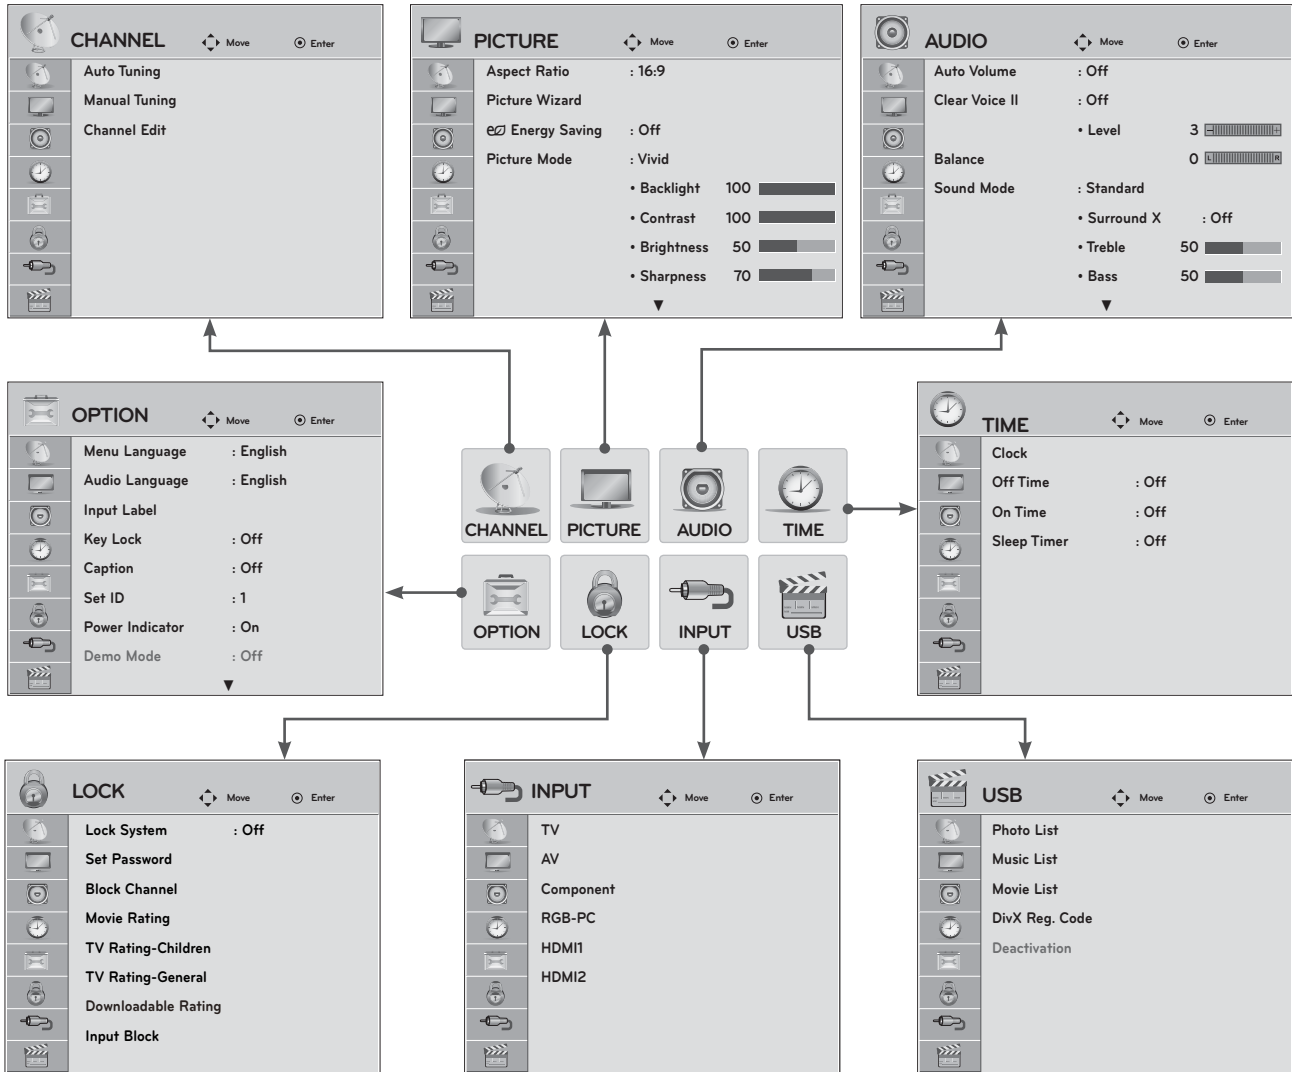 CHANNEL Move Enter
Auto Tuning
Manual Tuning
Channel Edit
PICTURE Move Enter
Aspect Ratio : 16:9
Picture Wizard
Energy Saving : Off
Picture Mode : Vivid
• Backlight 100
• Contrast 100
• Brightness 50
• Sharpness 70
▼
AUDIO Move Enter
Auto Volume : Off
Clear Voice II : Off
• Level 3 - +
Balance 0 L R
Sound Mode : Standard
• Surround X : Off
• Treble 50
• Bass 50
▼
OPTION Move Enter
Menu Language : English
Audio Language : English
Input Label
Key Lock : Off
Caption : Off
Set ID : 1
Power Indicator : On
Demo Mode : Off
▼
CHANNEL PICTURE AUDIO TIME
OPTION LOCK INPUT USB
TIME Move Enter
Clock
Off Time : Off
On Time : Off
Sleep Timer : Off
LOCK Move Enter
Lock System : Off
Set Password
Block Channel
Movie Rating
TV Rating-Children
TV Rating-General
Downloadable Rating
Input Block
INPUT Move Enter
TV
AV
Component
RGB-PC
HDMI1
HDMI2
USB Move Enter
Photo List
Music List
Movie List
DivX Reg. Code
Deactivation